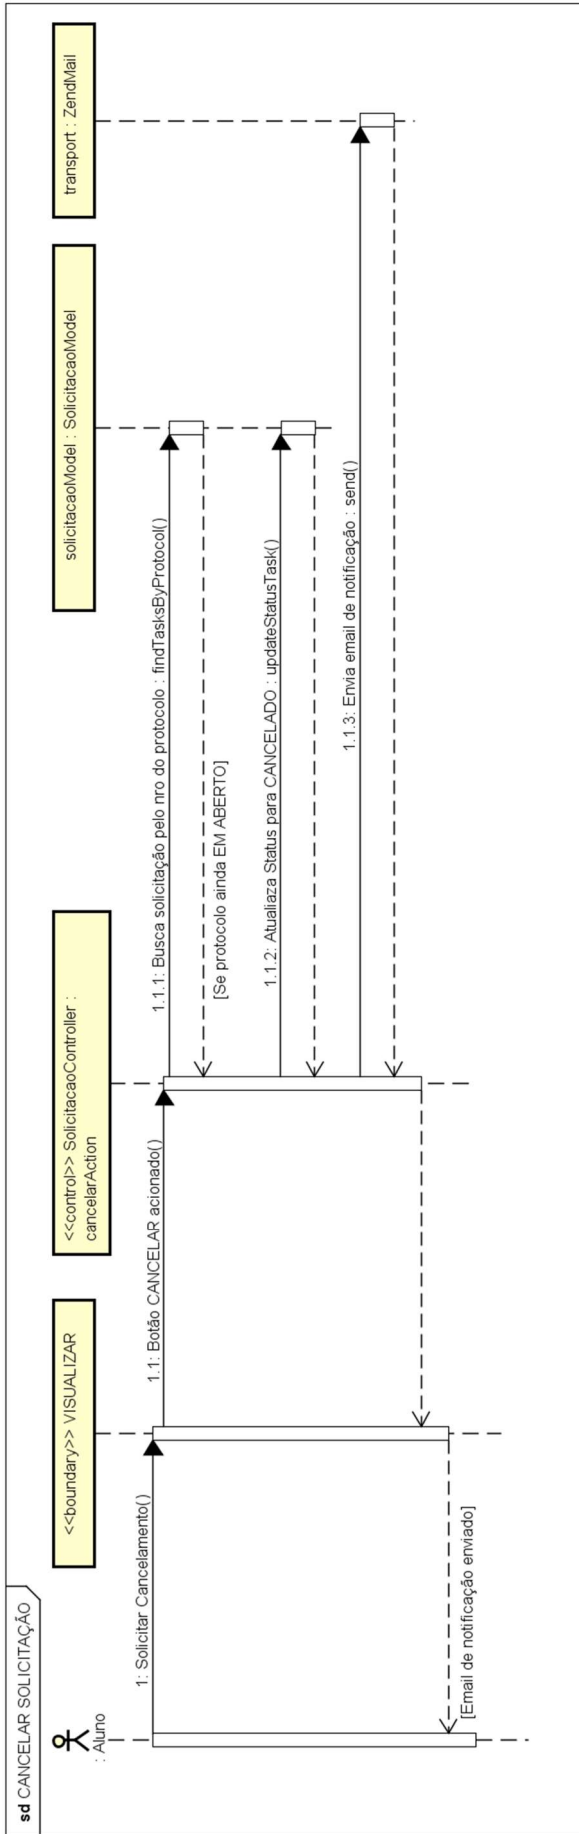 sd CANCELAR SOLICITAÇÃO
: Aluno
<<boundary>> VISUALIZAR
<<control>> SolicitacaoController :
cancelarAction
solicitacaoModel : SolicitacaoModel
transport : ZendMail
1: Solicitar Cancelamento()
1.1: Botão CANCELAR acionado()
1.1.1: Busca solicitação pelo nro do protocolo : findTasksByProtocol()
[Se protocolo ainda EM ABERTO]
1.1.2: Atualiaza Status para CANCELADO : updateStatusTask()
1.1.3: Envia email de notificação : send()
[Email de notificação enviado]